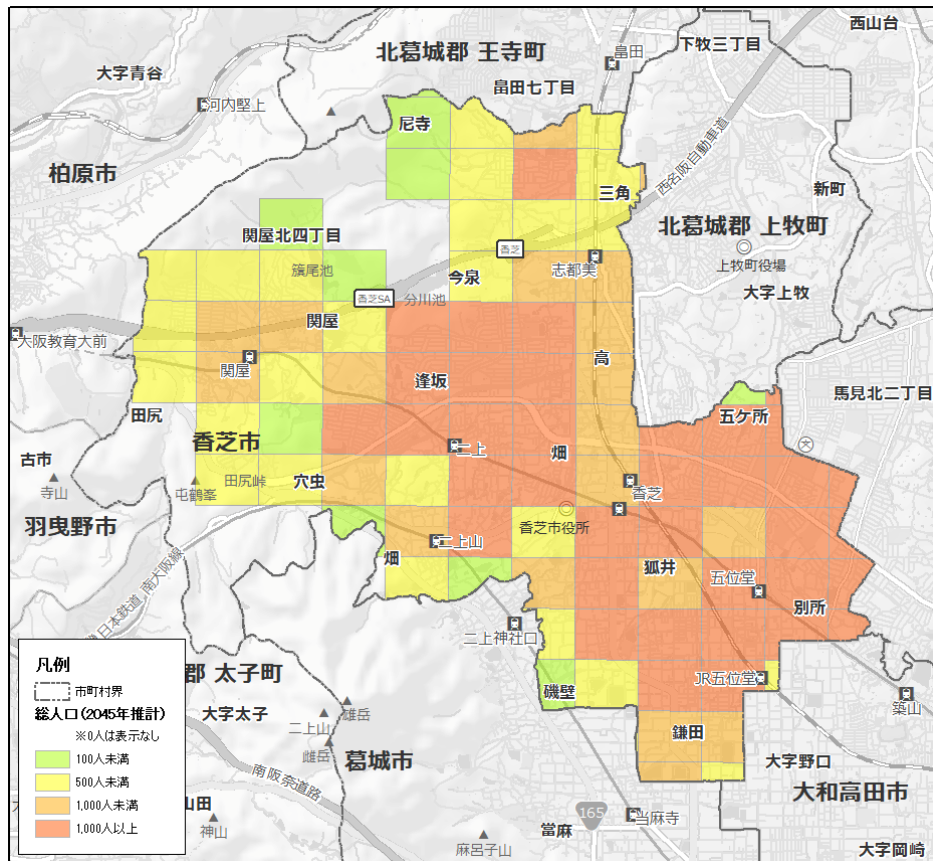 西山台
下牧三丁目
北葛城郡 王寺町
畠田
大字青谷
畠田七丁目
河内堅上
尼寺
西名阪自動車道
柏原市
三角
新町
北葛城郡 上牧町
関屋北四丁目
香芝
上牧町役場
志都美
簱尾池
今泉
大字上牧
香芝SA
分川池
関屋
大阪教育大前
高
関屋
逢坂
馬見北二丁目
田尻
五ケ所
香芝市
二上
畑
古市
田尻峠
穴虫
香芝
寺山
屯鶴峯
羽曳野市
香芝市役所
二上山
畑
狐井
五位堂
日本鉄道 南大阪線
別所
二上神社口
凡例
市町村界
郡 太子町
磯壁
JR五位堂
総人口(2045年推計)
※0人は表示なし
大字太子
雄岳
二上山
築山
鎌田
100人未満
雌岳
葛城市
大字野口
500人未満
南阪奈道路
大和高田市
1,000人未満
山田
165
当麻寺
1,000人以上
神山
當麻
麻呂子山
大字岡崎